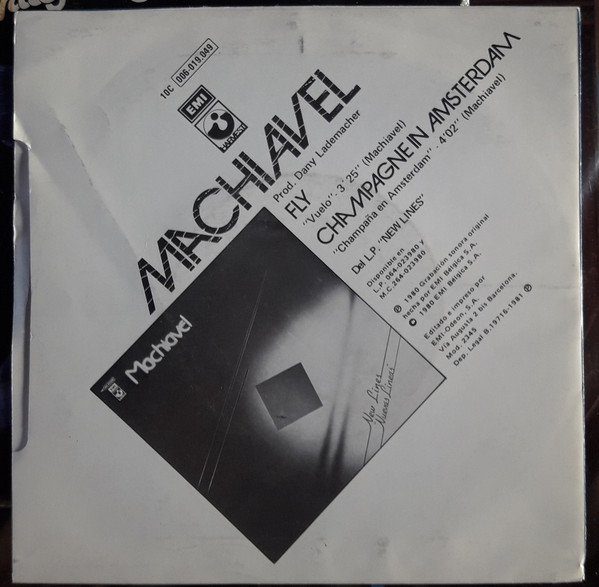 10C 006-019.049
EMI
HARVEST
MACHIAVEL
Prod. Dany Lademacher
FLY
"Vuelo" - 3'25" (Machiavel)
CHAMPAGNE IN AMSTERDAM
"Champaña en Amsterdam" - 4'02" (Machiavel)
Del L.P. "NEW LINES"
Disponible en
L.P. 064-023980 y
M.C. 264-023980
℗ 1980 Grabación sonora original
hecha por EMI Bélgica S.A.
© 1980 EMI Bélgica S.A.
Editado e impreso por
EMI-Odeón, S.A.
Vía Augusta 2 bis Barcelona.
Mod. 2345
Dep. Legal B.19716-1981 ℗
Machiavel
New Lines
Nuevas Lineas